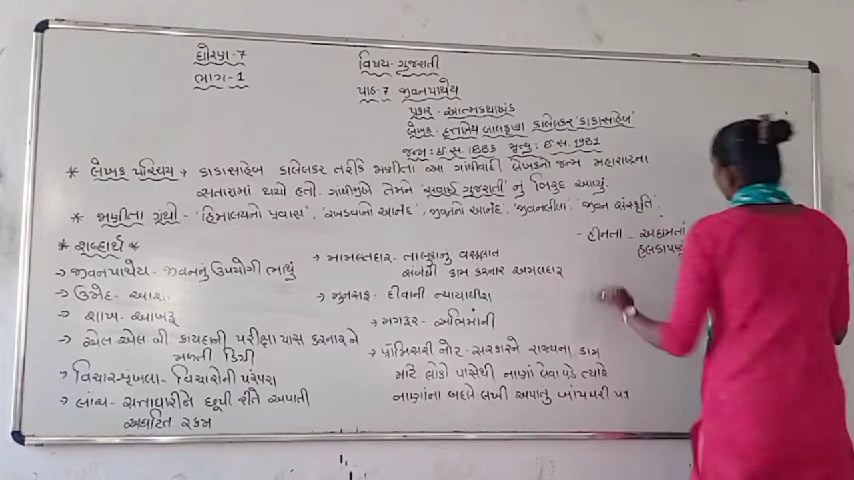 ધોરણ-7
ભાગ-1
વિષય-ગુજરાતી
પાઠ-7 જીવનપાથેય
પ્રકાર- આત્મકથાખંડ
લેખક- દત્તાત્રેય બાલકૃષ્ણ કાલેલકર 'કાકાસાહેબ'
જન્મ: ઈ.સ. 188૬ મૃત્યુ: ઈ.સ. 1981
* લેખક પરિચય → કાકાસાહેબ કાલેલકર તરીકે જાણીતા આ ગાંધીવાદી લેખકનો જન્મ મહારાષ્ટ્રના
સતારામાં થયો હતો. ગાંધીજીએ તેમને 'સવાઈ ગુજરાતી' નું બિરુદ આપ્યું.
* જાણીતા ગ્રંથો - 'હિમાલયનો પ્રવાસ', 'રખડવાનો આનંદ', 'જીવનનો આનંદ', 'જીવનલીલા', 'જીવન સંસ્કૃતિ'.
* શબ્દાર્થ *
→ જીવનપાથેય- જીવનનું ઉપયોગી ભાથું
→ ઉમેદ- આશા
→ શાખ- આબરૂ
→ એલ.એલ.બી કાયદાની પરીક્ષા પાસ કરનારને
મળતી ડિગ્રી
→ વિચારશૃંખલા- વિચારોની પરંપરા
→ લાંચ- સત્તાધારીને છૂપી રીતે અપાતી
અઘટિત રકમ
→ મામલતદાર- તાલુકાનું વસૂલાત
સંબંધી કામ કરનાર અમલદાર
→ મુનસફ- દીવાની ન્યાયાધીશ
→ મગરૂર- અભિમાની
→ પ્રોમિસરી નોટ- સરકારને રાજ્યના કામ
માટે લોકો પાસેથી નાણાં લેવા પડે ત્યારે
નાણાંના બદલે લખી અપાતું ખાંયધરી પત્ર
- હીનતા -
હલકાપણું